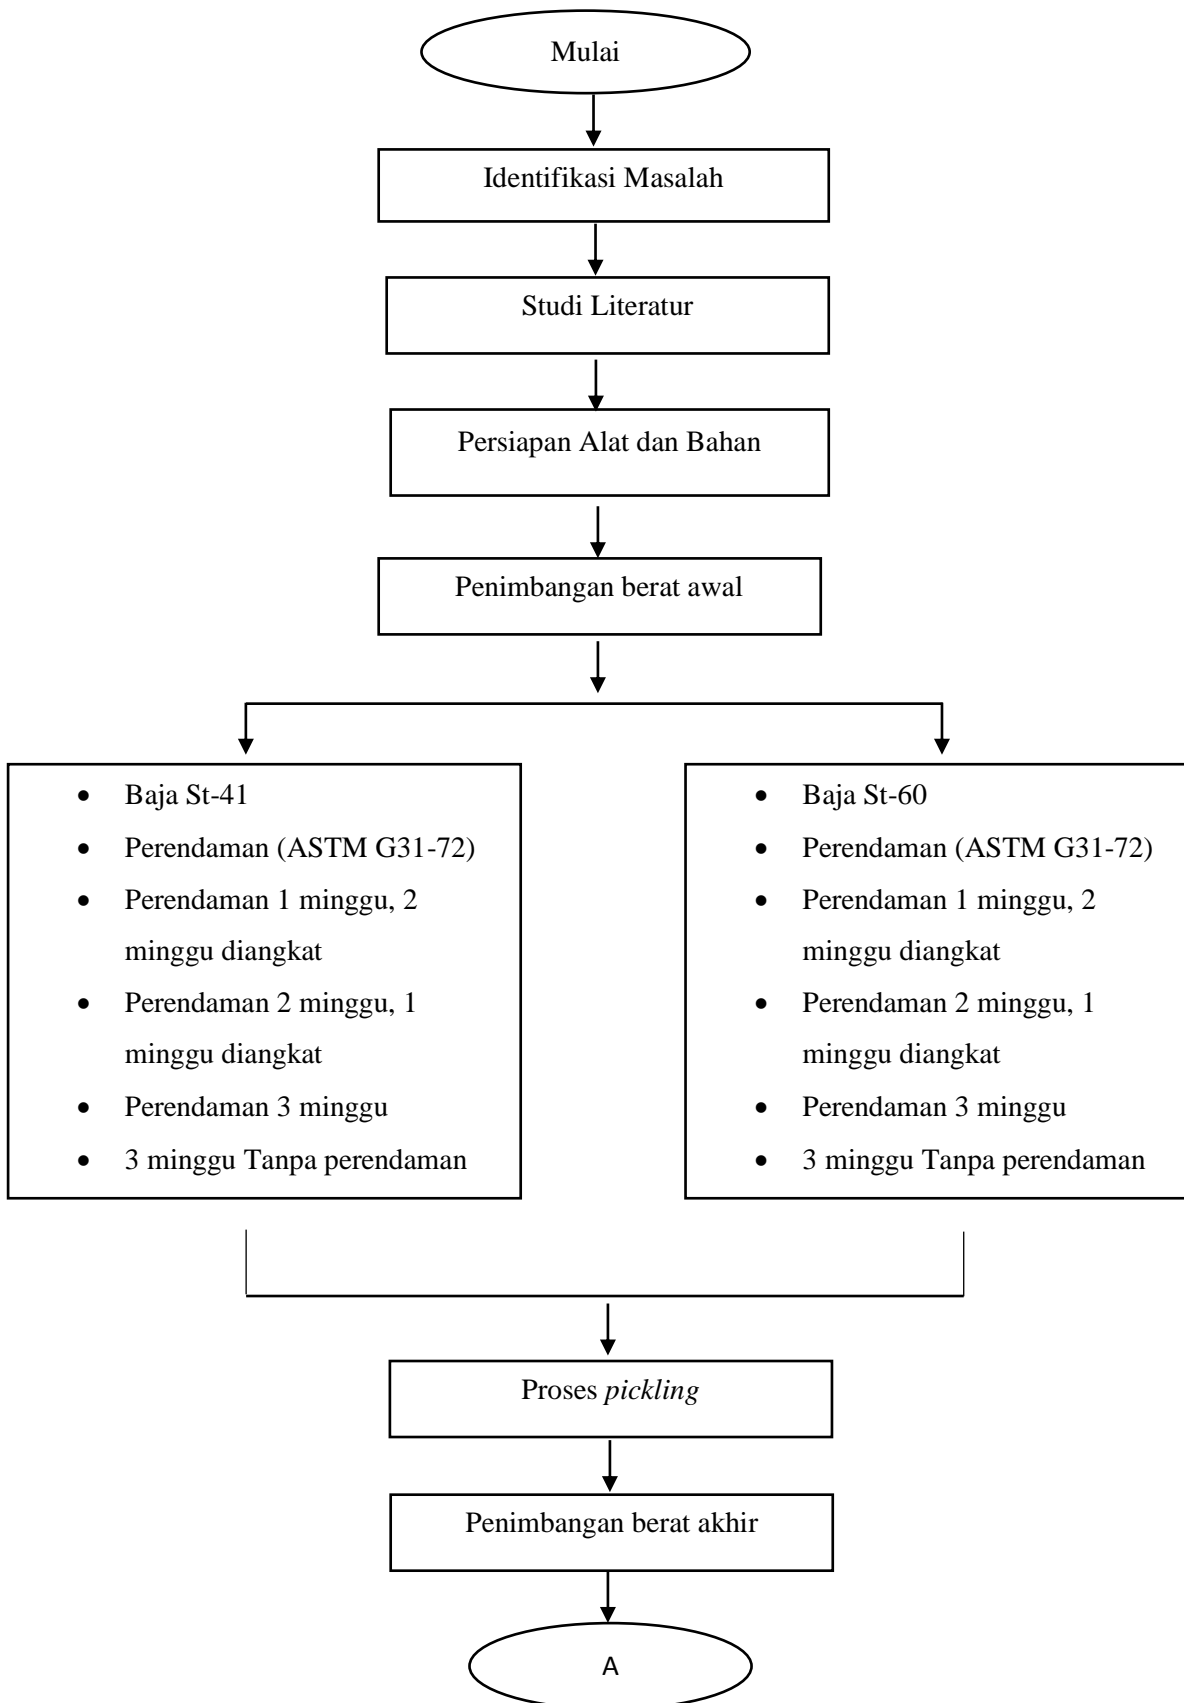 Mulai
Identifikasi Masalah
Studi Literatur
Persiapan Alat dan Bahan
Penimbangan berat awal
• Baja St-41
• Perendaman (ASTM G31-72)
• Perendaman 1 minggu, 2
minggu diangkat
• Perendaman 2 minggu, 1
minggu diangkat
• Perendaman 3 minggu
• 3 minggu Tanpa perendaman
• Baja St-60
• Perendaman (ASTM G31-72)
• Perendaman 1 minggu, 2
minggu diangkat
• Perendaman 2 minggu, 1
minggu diangkat
• Perendaman 3 minggu
• 3 minggu Tanpa perendaman
Proses pickling
Penimbangan berat akhir
A